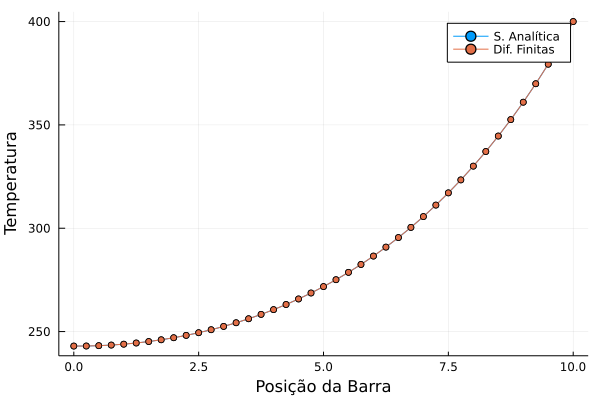 400
350
300
250
Temperatura
0.0
2.5
5.0
7.5
10.0
Posição da Barra
S. Analítica
Dif. Finitas